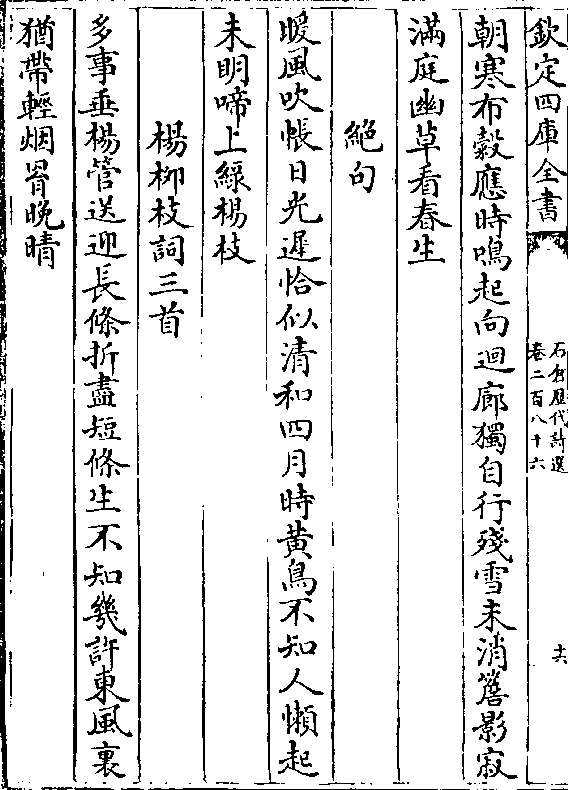 欽定四庫全書
石倉歷代詩選
卷二百八十六
十六
朝寒布穀應時鳴起向迴廊獨自行殘雪未消簷影寂
滿庭幽草看春生
絶句
暖風吹帳日光遲恰似清和四月時黃鳥不知人懶起
未明啼上綠楊枝
楊柳枝詞三首
多事垂楊管送迎長條折盡短條生不知幾許東風裏
猶帶輕烟罥晚晴